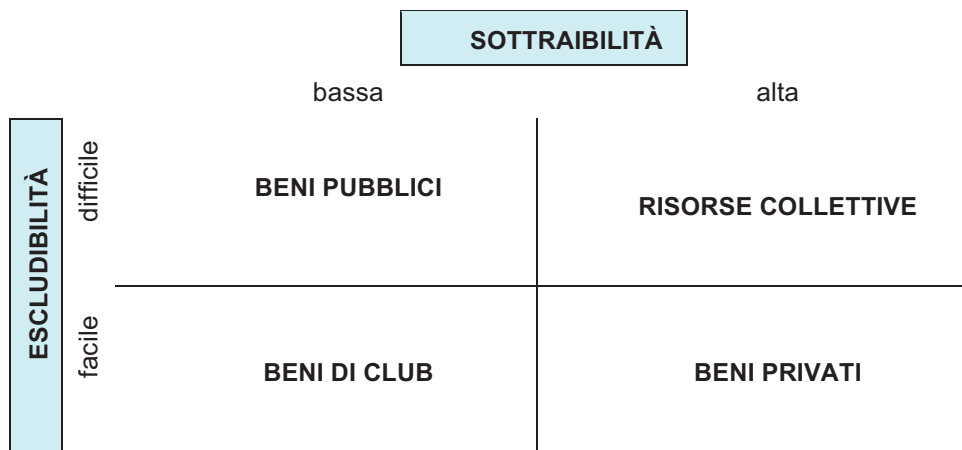 SOTTRAIBILITÀ
bassa
alta
ESCLUDIBILITÀ
difficile
BENI PUBBLICI
RISORSE COLLETTIVE
facile
BENI DI CLUB
BENI PRIVATI